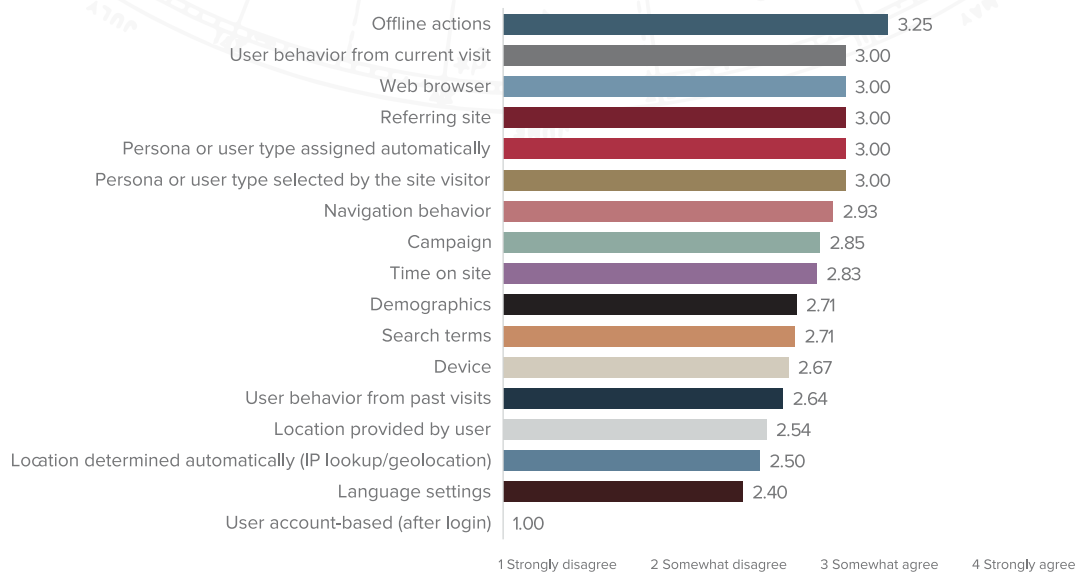 Offline actions 3.25
User behavior from current visit 3.00
Web browser 3.00
Referring site 3.00
Persona or user type assigned automatically 3.00
Persona or user type selected by the site visitor 3.00
Navigation behavior 2.93
Campaign 2.85
Time on site 2.83
Demographics 2.71
Search terms 2.71
Device 2.67
User behavior from past visits 2.64
Location provided by user 2.54
Location determined automatically (IP lookup/geolocation) 2.50
Language settings 2.40
User account-based (after login) 1.00
1 Strongly disagree 2 Somewhat disagree 3 Somewhat agree 4 Strongly agree